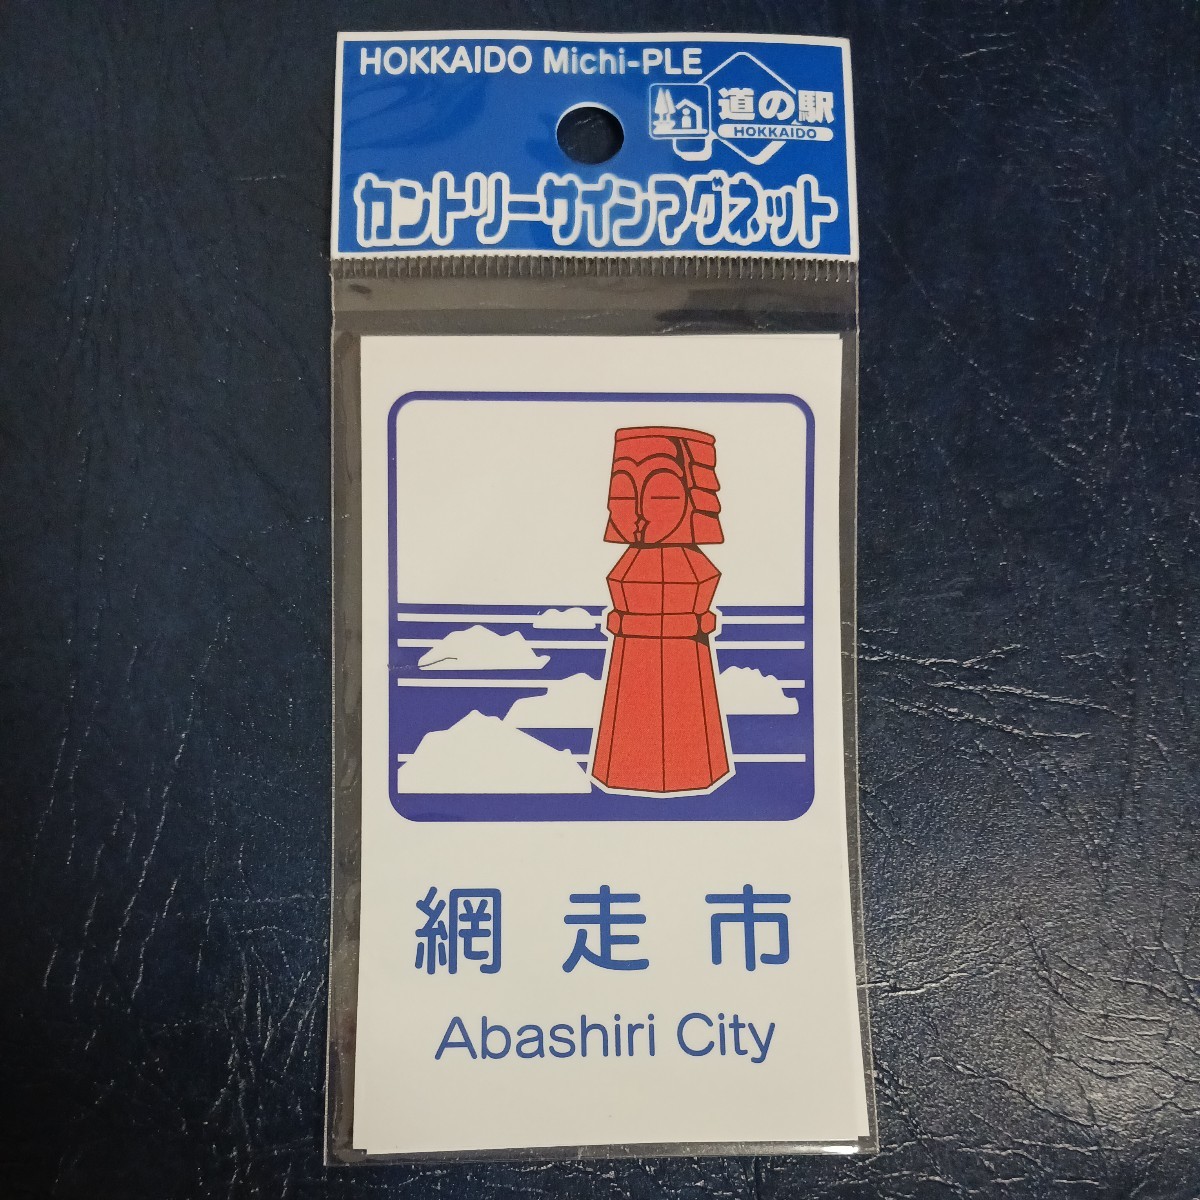 HOKKAIDO Michi-PLE
道の駅
HOKKAIDO
カントリーサインマグネット
網走市
Abashiri City